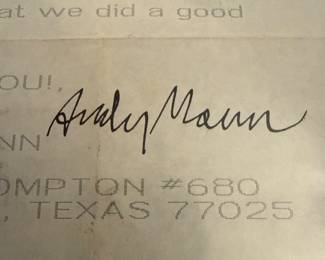 at we did a good
OU!,
Andy Mann
NN
OMPTON #680
, TEXAS 77025